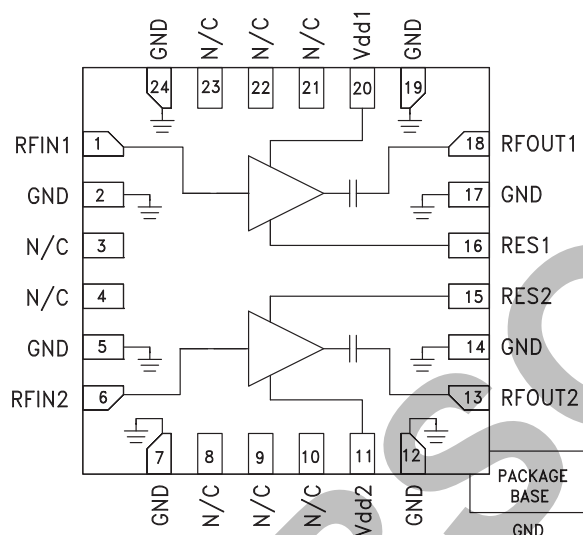 GND N/C N/C N/C Vdd1 GND
24 23 22 21 20 19
RFIN1 1 18 RFOUT1
GND 2 17 GND
N/C 3 16 RES1
N/C 4 15 RES2
GND 5 14 GND
RFIN2 6 13 RFOUT2
7 8 9 10 11 12
GND N/C N/C N/C Vdd2 GND
PACKAGE
BASE
GND